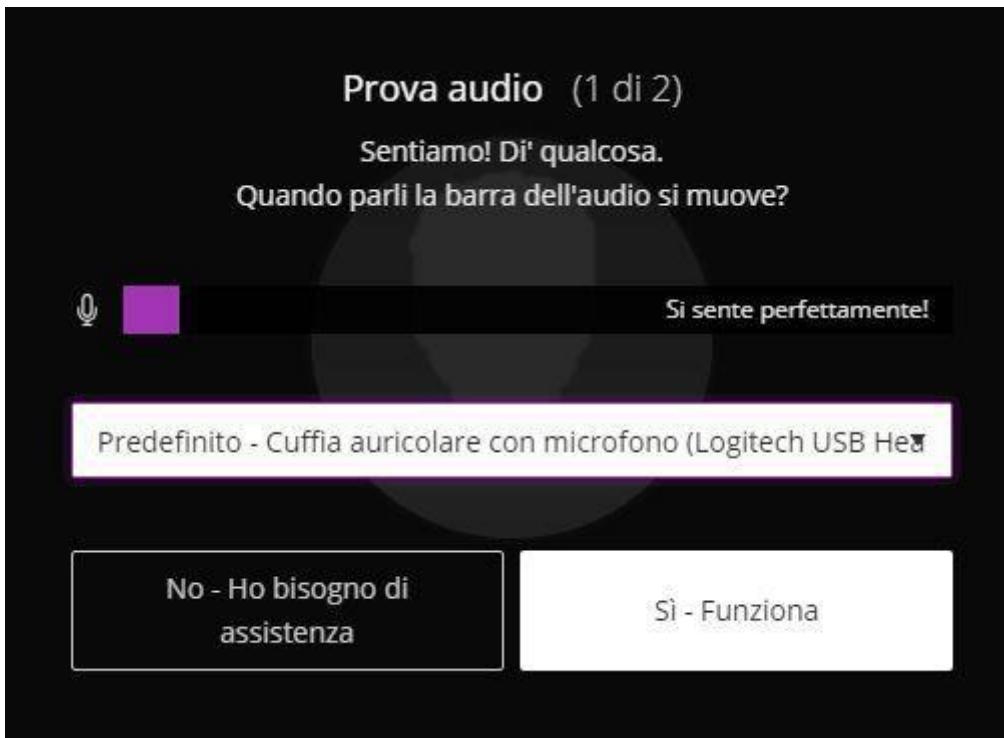 Prova audio (1 di 2)
Sentiamo! Di' qualcosa.
Quando parli la barra dell'audio si muove?
Si sente perfettamente!
Predefinito - Cuffia auricolare con microfono (Logitech USB Hea
No - Ho bisogno di
assistenza
Sì - Funziona